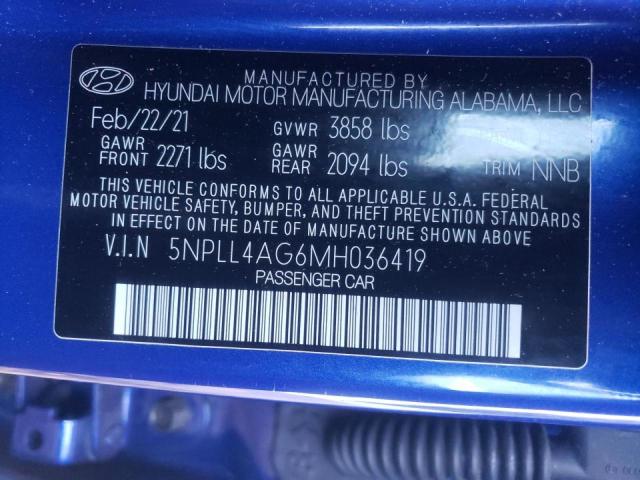 MANUFACTURED BY
HYUNDAI MOTOR MANUFACTURING ALABAMA, LLC
Feb/22/21 GVWR 3858 lbs
GAWR FRONT 2271 lbs GAWR REAR 2094 lbs TRIM NNB
THIS VEHICLE CONFORMS TO ALL APPLICABLE U.S.A. FEDERAL
MOTOR VEHICLE SAFETY, BUMPER, AND THEFT PREVENTION STANDARDS
IN EFFECT ON THE DATE OF MANUFACTURE SHOWN ABOVE
V.I.N 5NPLL4AG6MH036419
PASSENGER CAR